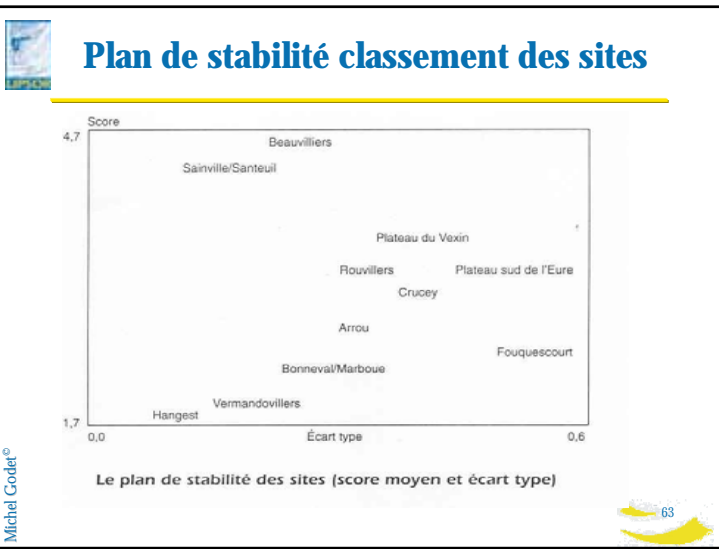 Plan de stabilité classement des sites
Score
4,7
Beauvilliers
Sainville/Santeuil
Plateau du Vexin
Rouvillers
Plateau sud de l'Eure
Crucey
Arrou
Fouquescourt
Bonneval/Marboue
Vermandovillers
Hangest
1,7
0,0
Écart type
0,6
Le plan de stabilité des sites (score moyen et écart type)
Michel Godet©
63
LIPSOR